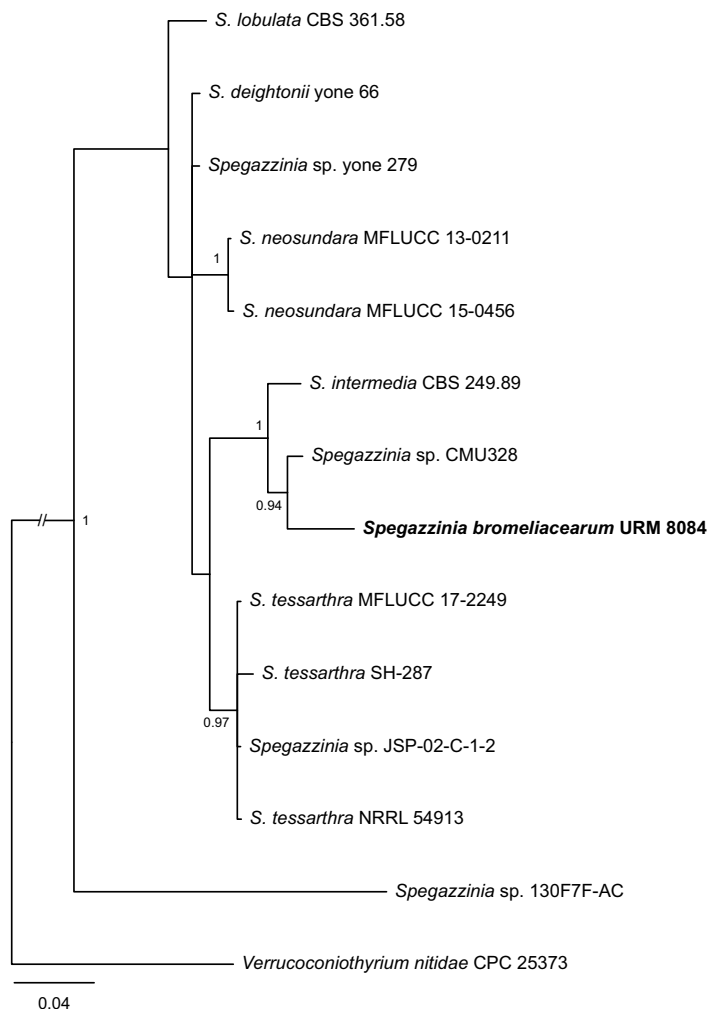 S. lobulata CBS 361.58
S. deightonii yone 66
Spegazzinia sp. yone 279
S. neosundara MFLUCC 13-0211
1
S. neosundara MFLUCC 15-0456
S. intermedia CBS 249.89
1
Spegazzinia sp. CMU328
0.94
Spegazzinia bromeliacearum URM 8084
1
S. tessarthra MFLUCC 17-2249
S. tessarthra SH-287
0.97
Spegazzinia sp. JSP-02-C-1-2
S. tessarthra NRRL 54913
Spegazzinia sp. 130F7F-AC
Verrucoconiothyrium nitidae CPC 25373
0.04